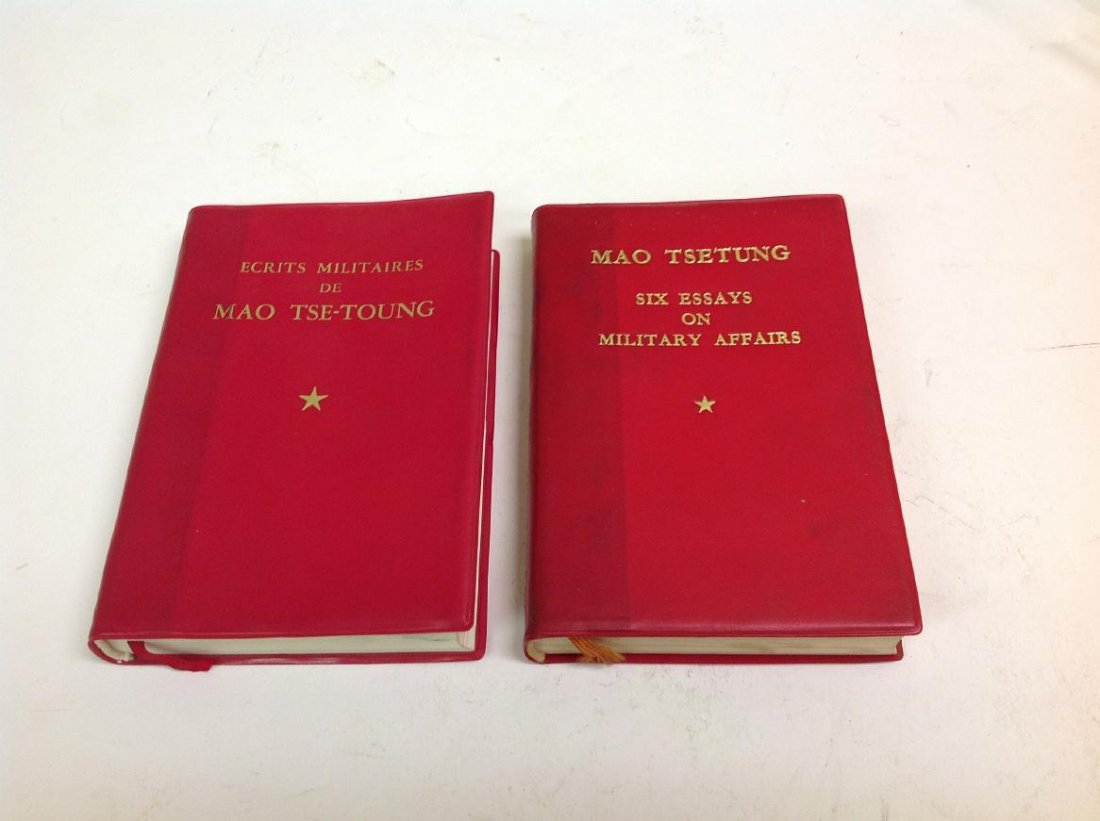 ECRITS MILITAIRES
DE
MAO TSE-TOUNG
MAO TSETUNG
SIX ESSAYS
ON
MILITARY AFFAIRS